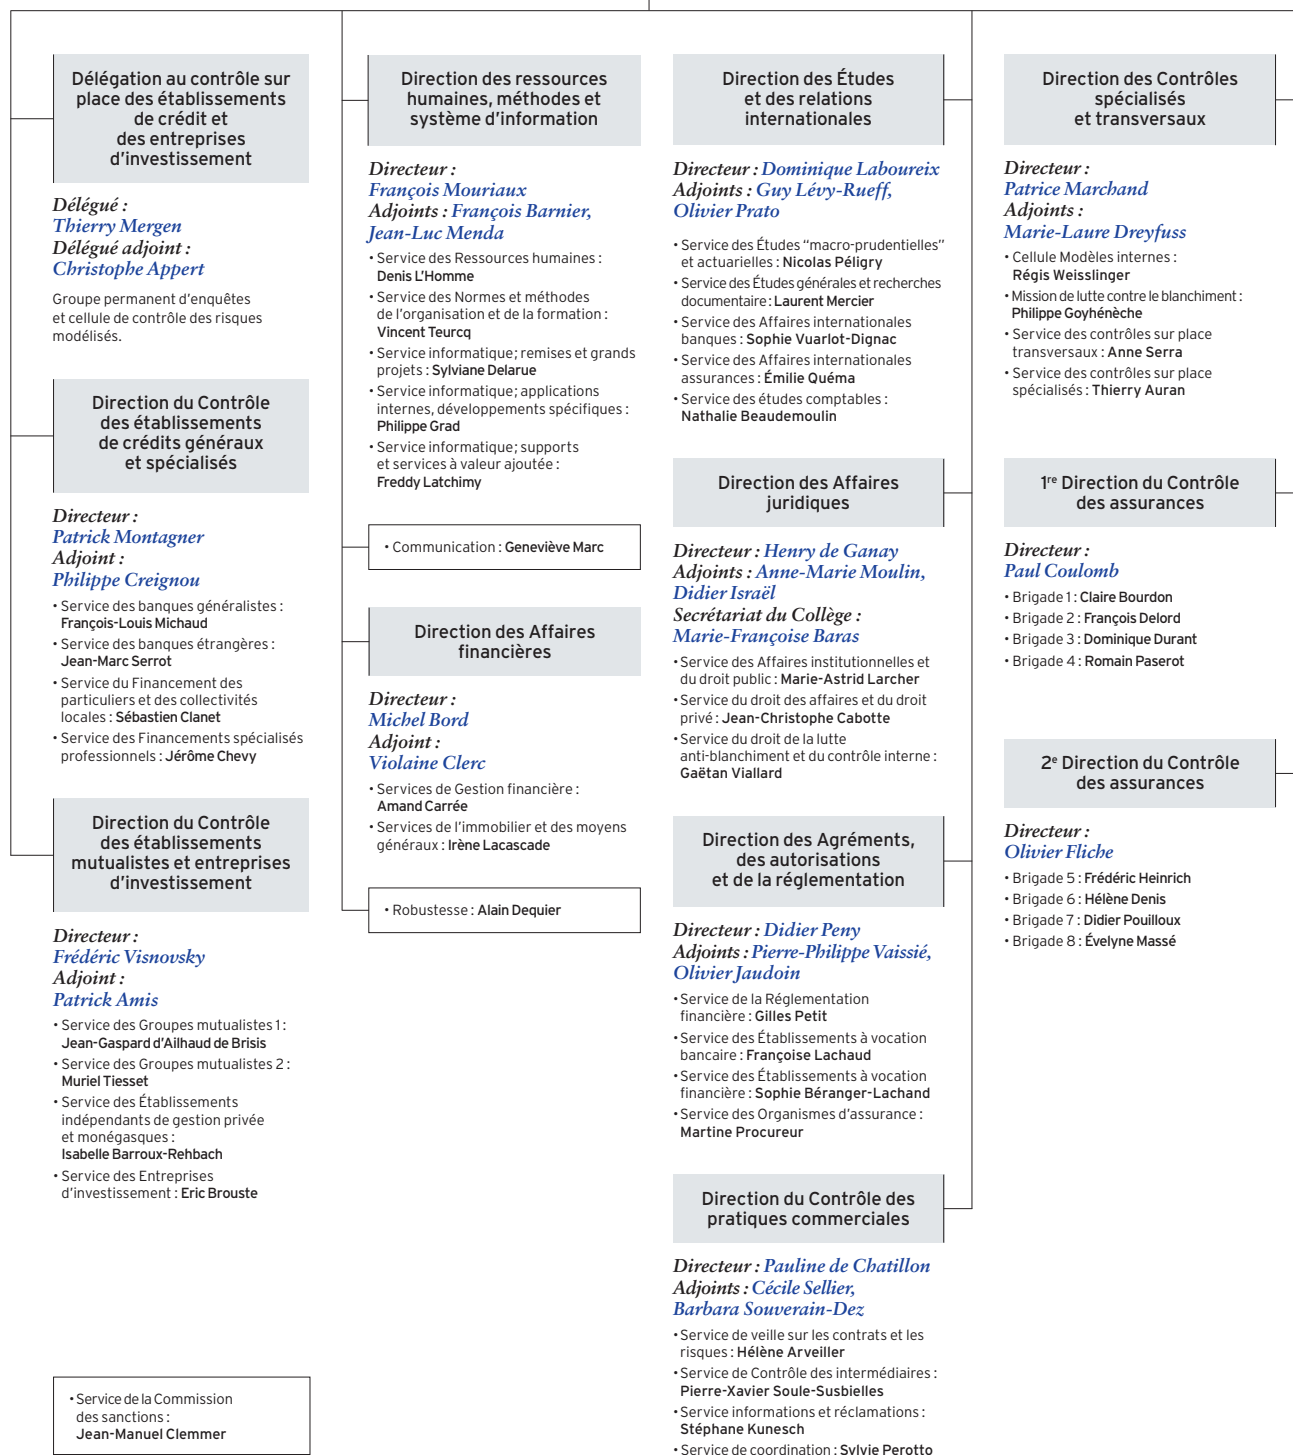 Délégation au contrôle sur
place des établissements
de crédit et
des entreprises
d'investissement
Délégué :
Thierry Mergen
Délégué adjoint :
Christophe Appert
Groupe permanent d'enquêtes
et cellule de contrôle des risques
modélisés.
Direction du Contrôle
des établissements
de crédits généraux
et spécialisés
Directeur :
Patrick Montagner
Adjoint :
Philippe Creignou
• Service des banques généralistes :
François-Louis Michaud
• Service des banques étrangères :
Jean-Marc Serrot
• Service du Financement des
particuliers et des collectivités
locales : Sébastien Clanet
• Service des Financements spécialisés
professionnels : Jérôme Chevy
Direction du Contrôle
des établissements
mutualistes et entreprises
d'investissement
Directeur :
Frédéric Visnovsky
Adjoint :
Patrick Amis
• Service des Groupes mutualistes 1 :
Jean-Gaspard d'Ailhaud de Brisis
• Service des Groupes mutualistes 2 :
Muriel Tiesset
• Service des Établissements
indépendants de gestion privée
et monégasques :
Isabelle Barroux-Rehbach
• Service des Entreprises
d'investissement : Eric Brouste
• Service de la Commission
des sanctions :
Jean-Manuel Clemmer
Direction des ressources
humaines, méthodes et
système d'information
Directeur :
François Mouriaux
Adjoints : François Barnier,
Jean-Luc Menda
• Service des Ressources humaines :
Denis L'Homme
• Service des Normes et méthodes
de l'organisation et de la formation :
Vincent Teurcq
• Service informatique; remises et grands
projets : Sylviane Delarue
• Service informatique; applications
internes, développements spécifiques :
Philippe Grad
• Service informatique; supports
et services à valeur ajoutée :
Freddy Latchimy
• Communication : Geneviève Marc
Direction des Affaires
financières
Directeur :
Michel Bord
Adjoint :
Violaine Clerc
• Services de Gestion financière :
Amand Carrée
• Services de l'immobilier et des moyens
généraux : Irène Lacascade
• Robustesse : Alain Dequier
Direction des Études
et des relations
internationales
Directeur : Dominique Laboureix
Adjoints : Guy Lévy-Rueff,
Olivier Prato
• Service des Études "macro-prudentielles"
et actuarielles : Nicolas Péligry
• Service des Études générales et recherches
documentaire : Laurent Mercier
• Service des Affaires internationales
banques : Sophie Vuarlot-Dignac
• Service des Affaires internationales
assurances : Émilie Quéma
• Service des études comptables :
Nathalie Beaudemoulin
Direction des Affaires
juridiques
Directeur : Henry de Ganay
Adjoints : Anne-Marie Moulin,
Didier Israël
Secrétariat du Collège :
Marie-Françoise Baras
• Service des Affaires institutionnelles et
du droit public : Marie-Astrid Larcher
• Service du droit des affaires et du droit
privé : Jean-Christophe Cabotte
• Service du droit de la lutte
anti-blanchiment et du contrôle interne :
Gaëtan Viallard
Direction des Agréments,
des autorisations
et de la réglementation
Directeur : Didier Peny
Adjoints : Pierre-Philippe Vaissié,
Olivier Jaudoin
• Service de la Réglementation
financière : Gilles Petit
• Service des Établissements à vocation
bancaire : Françoise Lachaud
• Service des Établissements à vocation
financière : Sophie Béranger-Lachand
• Service des Organismes d'assurance :
Martine Procureur
Direction du Contrôle des
pratiques commerciales
Directeur : Pauline de Chatillon
Adjoints : Cécile Sellier,
Barbara Souverain-Dez
• Service de veille sur les contrats et les
risques : Hélène Arveiller
• Service de Contrôle des intermédiaires :
Pierre-Xavier Soule-Susbielles
• Service informations et réclamations :
Stéphane Kunesch
• Service de coordination : Sylvie Perotto
Direction des Contrôles
spécialisés
et transversaux
Directeur :
Patrice Marchand
Adjoints :
Marie-Laure Dreyfuss
• Cellule Modèles internes :
Régis Weisslinger
• Mission de lutte contre le blanchiment :
Philippe Goyhénèche
• Service des contrôles sur place
transversaux : Anne Serra
• Service des contrôles sur place
spécialisés : Thierry Auran
1re Direction du Contrôle
des assurances
Directeur :
Paul Coulomb
• Brigade 1 : Claire Bourdon
• Brigade 2 : François Delord
• Brigade 3 : Dominique Durant
• Brigade 4 : Romain Paserot
2e Direction du Contrôle
des assurances
Directeur :
Olivier Fliche
• Brigade 5 : Frédéric Heinrich
• Brigade 6 : Hélène Denis
• Brigade 7 : Didier Pouilloux
• Brigade 8 : Évelyne Massé